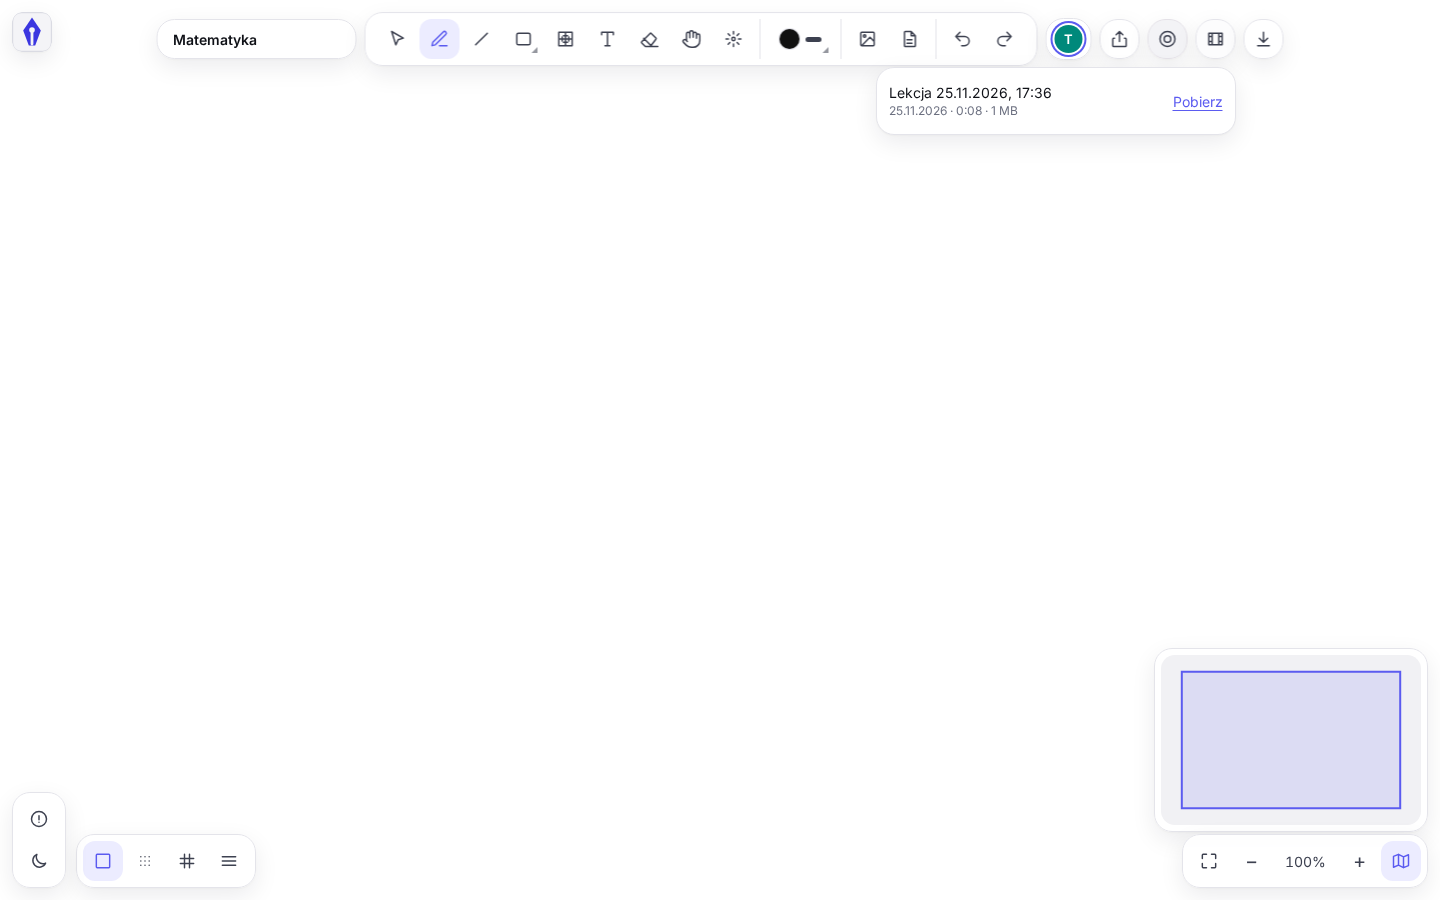 Matematyka
T
Lekcja 25.11.2026, 17:36
25.11.2026 · 0:08 · 1 MB
Pobierz
100%